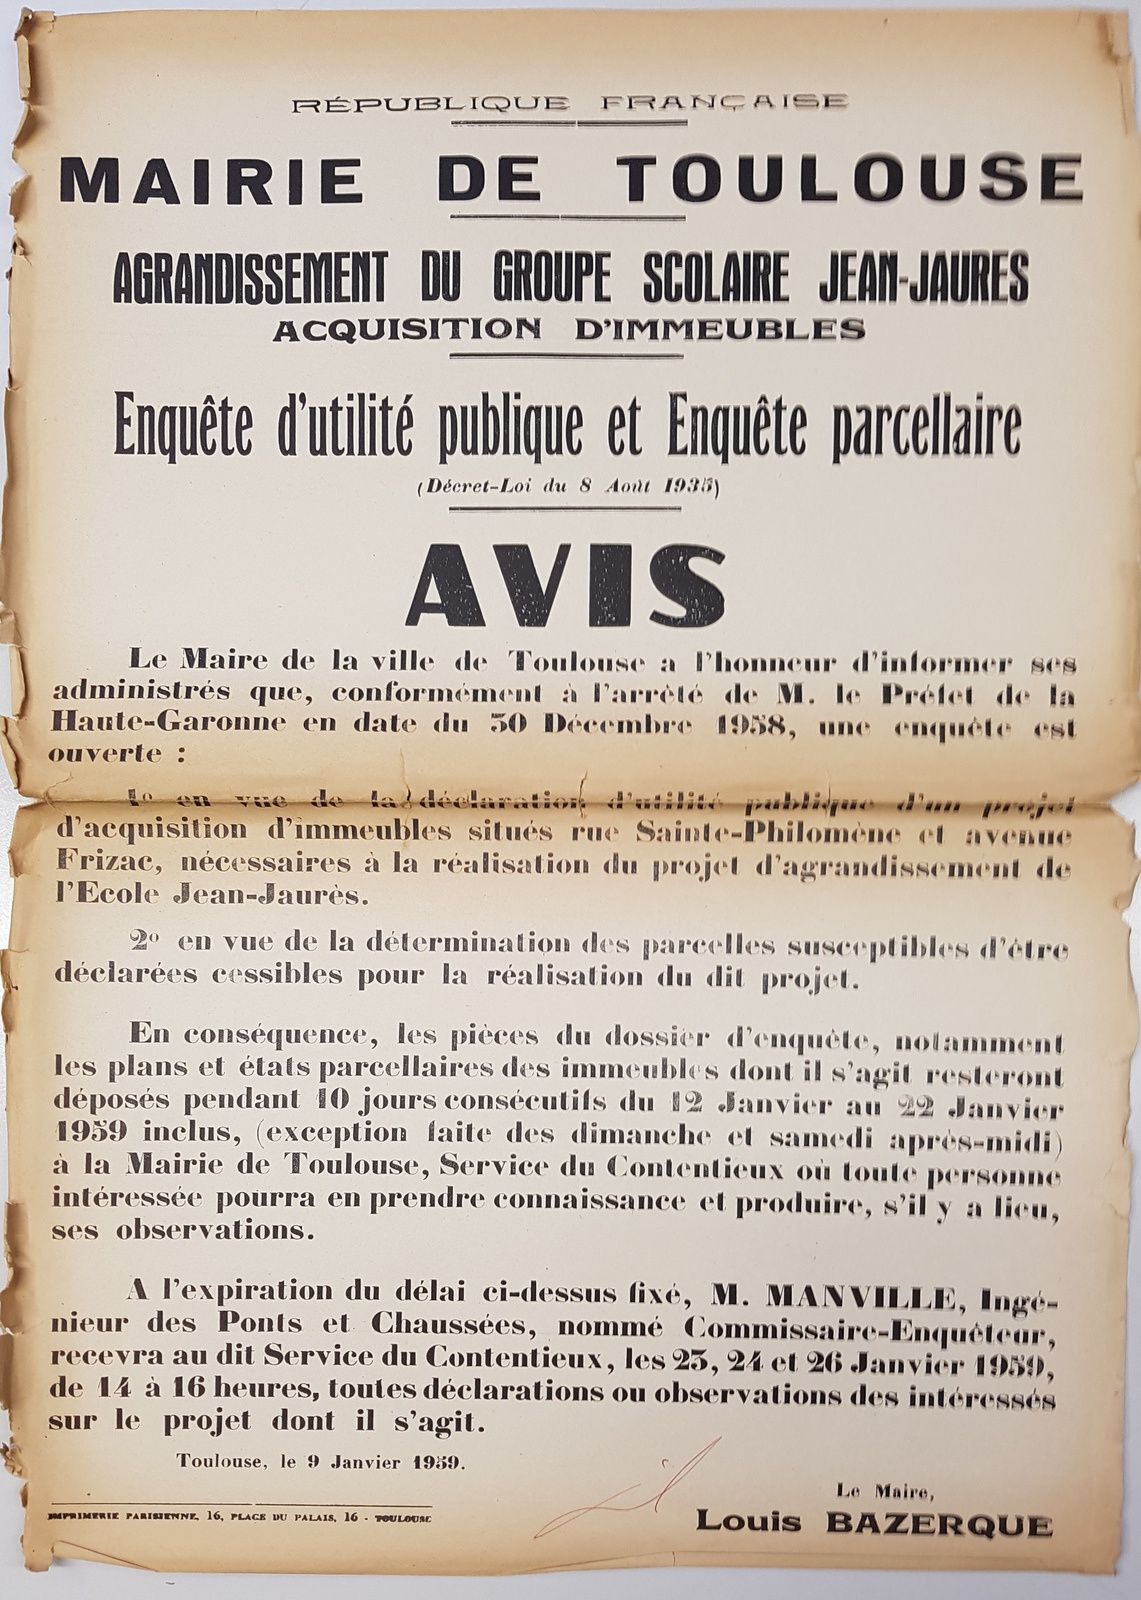 RÉPUBLIQUE FRANÇAISE
MAIRIE DE TOULOUSE
AGRANDISSEMENT DU GROUPE SCOLAIRE JEAN-JAURES
ACQUISITION D'IMMEUBLES
Enquête d'utilité publique et Enquête parcellaire
(Décret-Loi du 8 Août 1935)
AVIS
Le Maire de la ville de Toulouse a l'honneur d'informer ses
administrés que, conformément à l'arrêté de M. le Préfet de la
Haute-Garonne en date du 30 Décembre 1958, une enquête est
ouverte :
1º en vue de la déclaration d'utilité publique d'un projet
d'acquisition d'immeubles situés rue Sainte-Philomène et avenue
Frizac, nécessaires à la réalisation du projet d'agrandissement de
l'Ecole Jean-Jaurès.
2º en vue de la détermination des parcelles susceptibles d'être
déclarées cessibles pour la réalisation du dit projet.
En conséquence, les pièces du dossier d'enquête, notamment
les plans et états parcellaires des immeubles dont il s'agit resteront
déposés pendant 10 jours consécutifs du 12 Janvier au 22 Janvier
1959 inclus, (exception faite des dimanche et samedi après-midi)
à la Mairie de Toulouse, Service du Contentieux où toute personne
intéressée pourra en prendre connaissance et produire, s'il y a lieu,
ses observations.
A l'expiration du délai ci-dessus fixé, M. MANVILLE, Ingé-
nieur des Ponts et Chaussées, nommé Commissaire-Enquêteur,
recevra au dit Service du Contentieux, les 23, 24 et 26 Janvier 1959,
de 14 à 16 heures, toutes déclarations ou observations des intéressés
sur le projet dont il s'agit.
Toulouse, le 9 Janvier 1959.
Le Maire,
Louis BAZERQUE
IMPRIMERIE PARISIENNE, 16, PLACE DU PALAIS, 16 - TOULOUSE